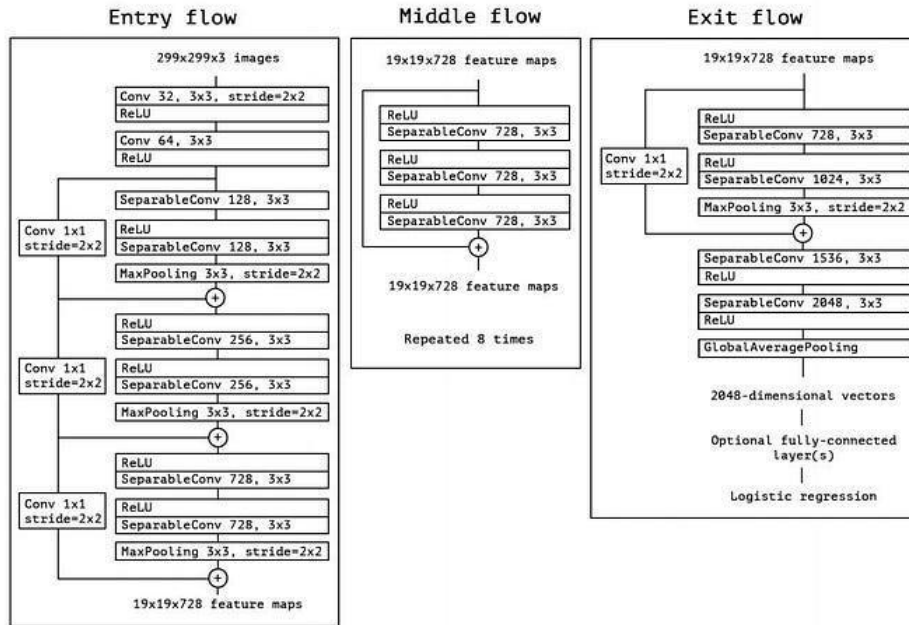 Entry flow
299x299x3 images
Conv 32, 3x3, stride=2x2
ReLU
Conv 64, 3x3
ReLU
SeparableConv 128, 3x3
Conv 1x1
stride=2x2
ReLU
SeparableConv 128, 3x3
MaxPooling 3x3, stride=2x2
+
ReLU
SeparableConv 256, 3x3
Conv 1x1
stride=2x2
ReLU
SeparableConv 256, 3x3
MaxPooling 3x3, stride=2x2
+
ReLU
SeparableConv 728, 3x3
Conv 1x1
stride=2x2
ReLU
SeparableConv 728, 3x3
MaxPooling 3x3, stride=2x2
+
19x19x728 feature maps
Middle flow
19x19x728 feature maps
ReLU
SeparableConv 728, 3x3
ReLU
SeparableConv 728, 3x3
ReLU
SeparableConv 728, 3x3
+
19x19x728 feature maps
Repeated 8 times
Exit flow
19x19x728 feature maps
ReLU
SeparableConv 728, 3x3
Conv 1x1
stride=2x2
ReLU
SeparableConv 1024, 3x3
MaxPooling 3x3, stride=2x2
+
SeparableConv 1536, 3x3
ReLU
SeparableConv 2048, 3x3
ReLU
GlobalAveragePooling
2048-dimensional vectors
Optional fully-connected
layer(s)
Logistic regression